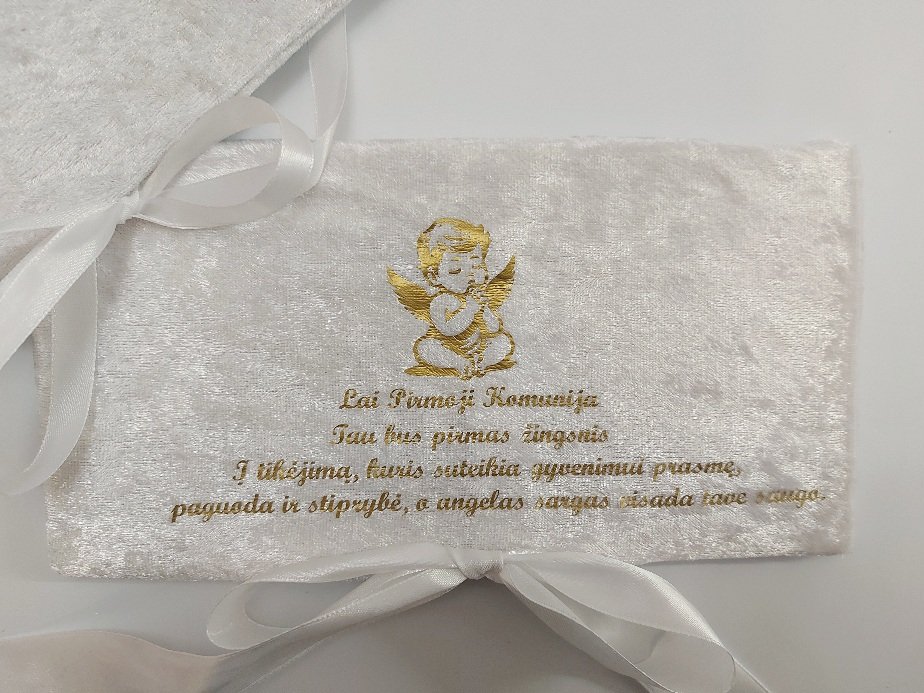 Lai Pirmoji Komunija
Tau bus pirmas žingsnis
Į tikėjimą, kuris suteikia gyvenimui prasmę,
paguoda ir stiprybė, o angelas sargas visada tave saugo.